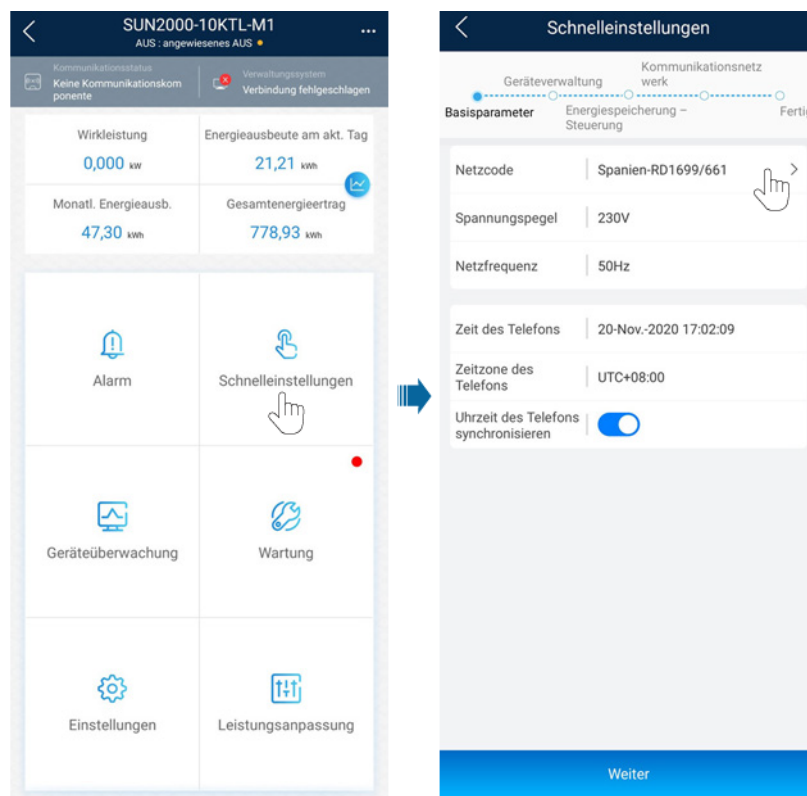 SUN2000-10KTL-M1
AUS : angewiesenes AUS
Kommunikationsstatus
Keine Kommunikationskom
ponente
Verwaltungssystem
Verbindung fehlgeschlagen
Wirkleistung
0,000 kW
Energieausbeute am akt. Tag
21,21 kWh
Monatl. Energieausb.
47,30 kWh
Gesamtenergieertrag
778,93 kWh
Alarm
Schnelleinstellungen
Geräteüberwachung
Wartung
Einstellungen
Leistungsanpassung
Schnelleinstellungen
Basisparameter
Geräteverwaltung
Energiespeicherung –
Steuerung
Kommunikationsnetz
werk
Fertig
Netzcode
Spanien-RD1699/661
Spannungspegel
230V
Netzfrequenz
50Hz
Zeit des Telefons
20-Nov.-2020 17:02:09
Zeitzone des
Telefons
UTC+08:00
Uhrzeit des Telefons
synchronisieren
Weiter